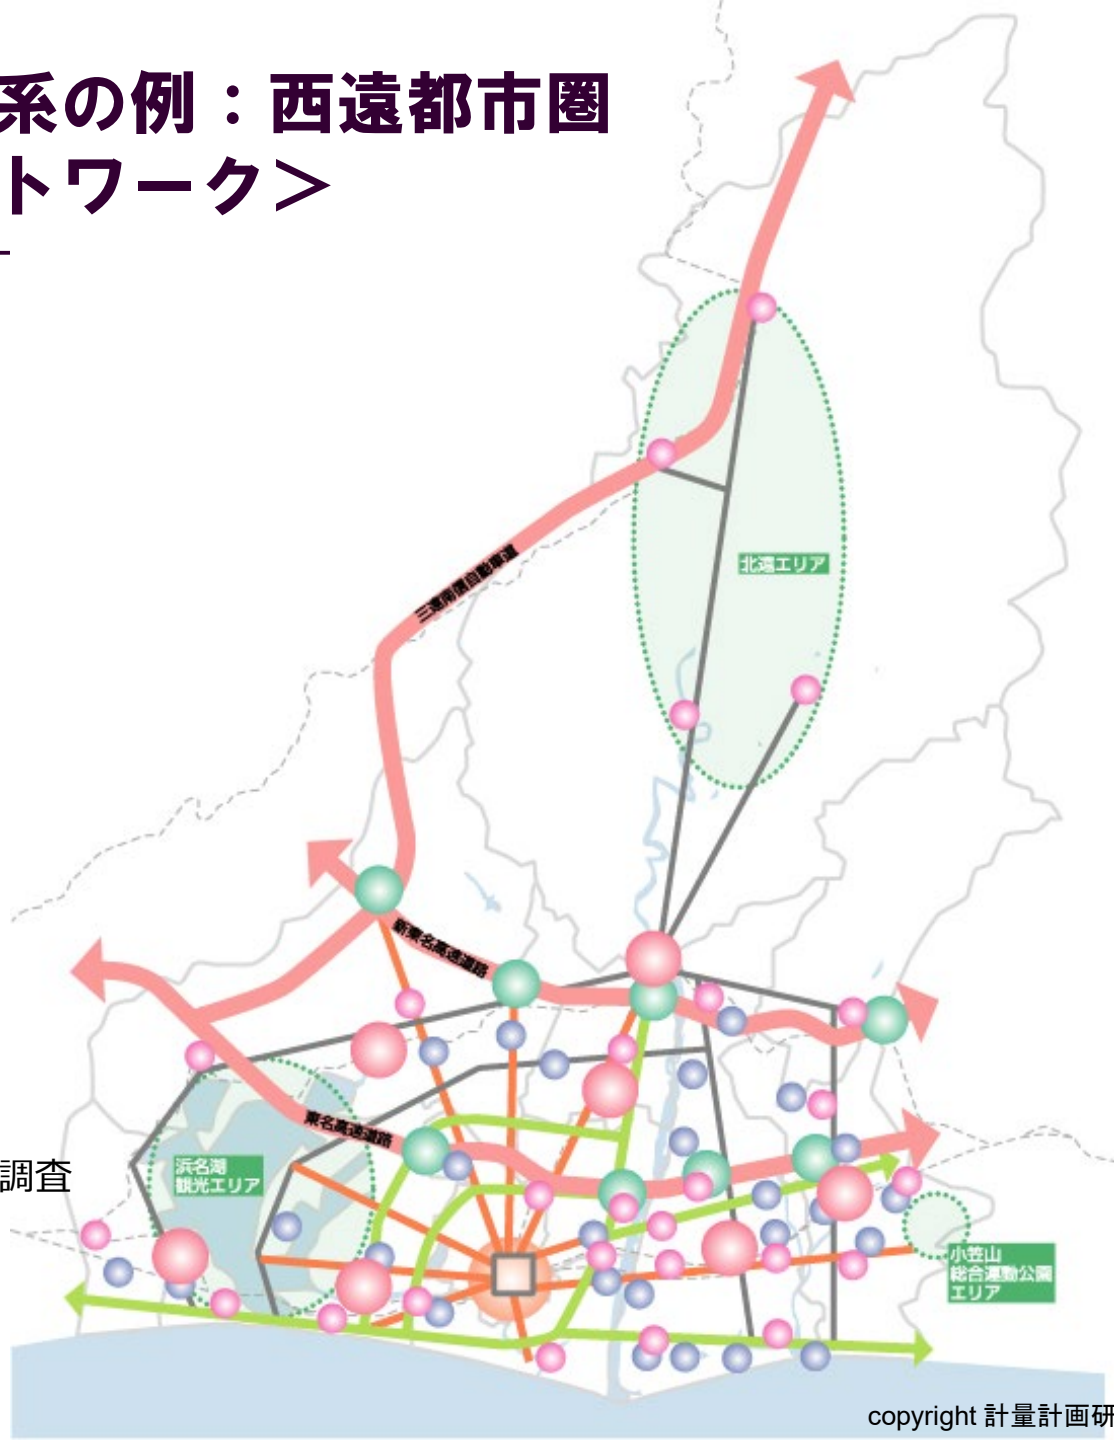 系の例：西遠都市圏
トワーク＞
北遠エリア
三遠南信自動車道
新東名高速道路
東名高速道路
調査
浜名湖
観光エリア
小笠山
総合運動公園
エリア
copyright 計量計画研